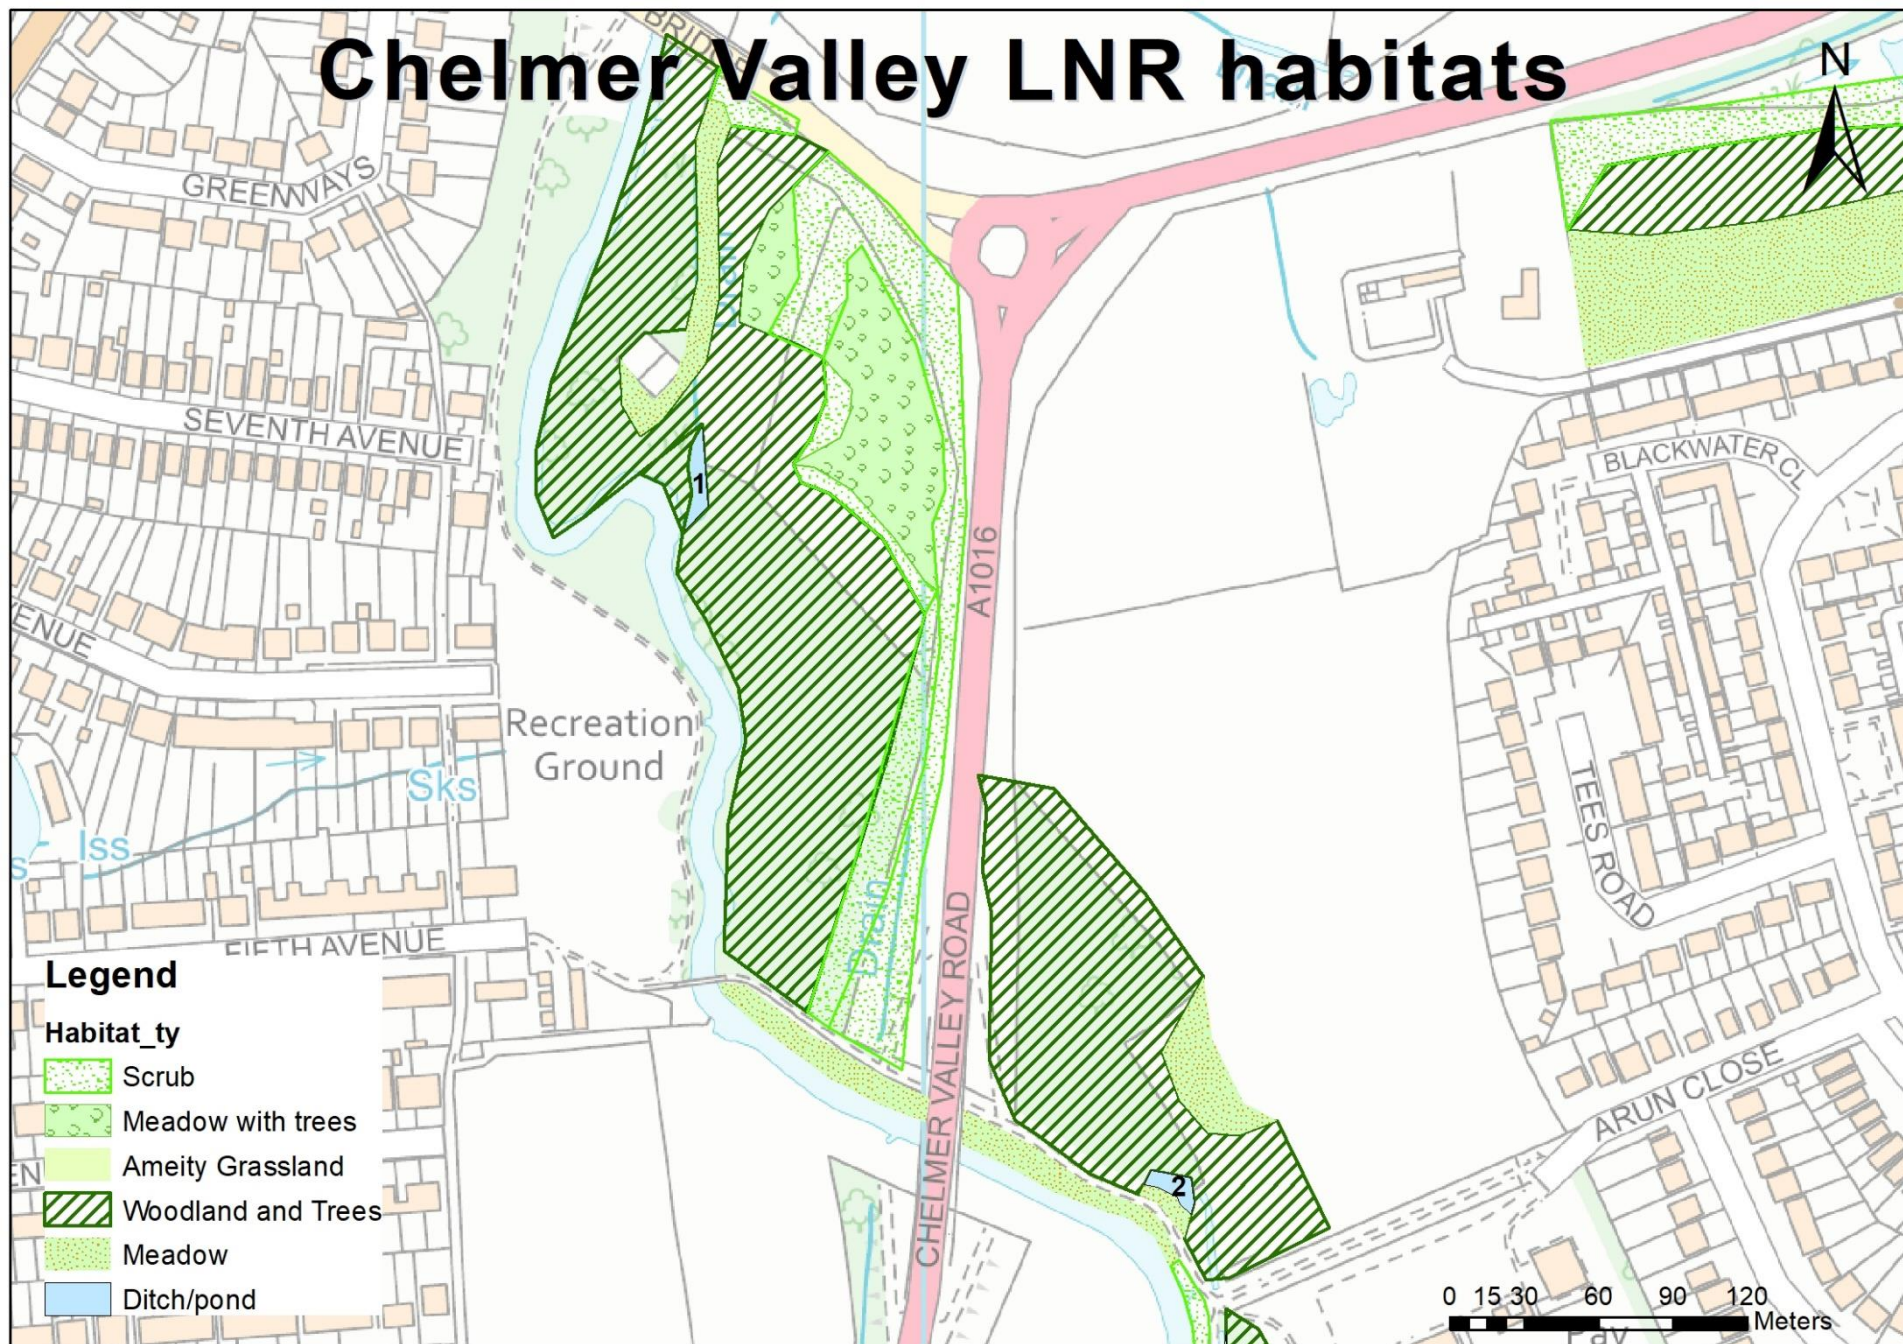 Chelmer Valley LNR habitats
N
GREENWAYS
SEVENTH AVENUE
A1016
BLACKWATER CL
Recreation
Ground
Sks
Iss
TEES ROAD
FIFTH AVENUE
Drain
CHELMER VALLEY ROAD
ARUN CLOSE
1
2
Legend
Habitat_ty
Scrub
Meadow with trees
Ameity Grassland
Woodland and Trees
Meadow
Ditch/pond
0 15 30 60 90 120
Meters